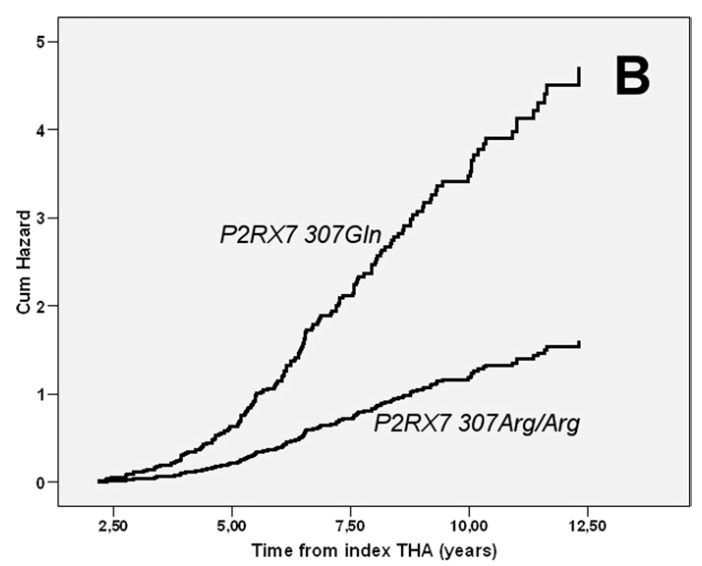 B
5
4
3
2
1
0
Cum Hazard
P2RX7 307Gln
P2RX7 307Arg/Arg
2,50 5,00 7,50 10,00 12,50
Time from index THA (years)